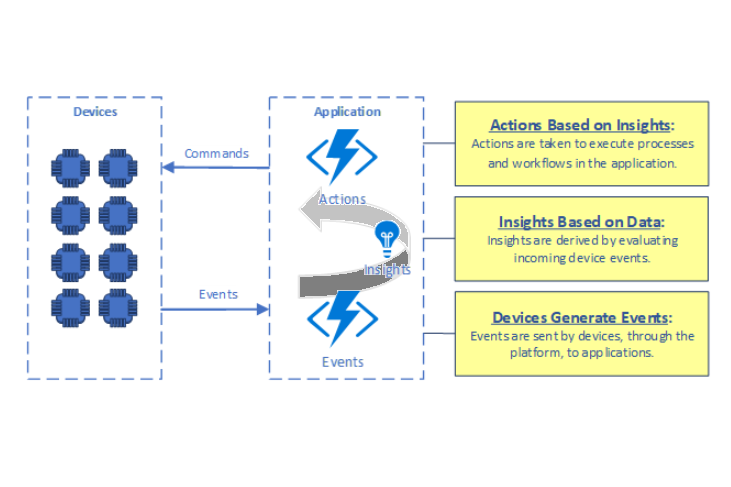 Devices
Application
Commands
Events
Actions
Insights
Events
Actions Based on Insights:
Actions are taken to execute processes
and workflows in the application.
Insights Based on Data:
Insights are derived by evaluating
incoming device events.
Devices Generate Events:
Events are sent by devices, through the
platform, to applications.